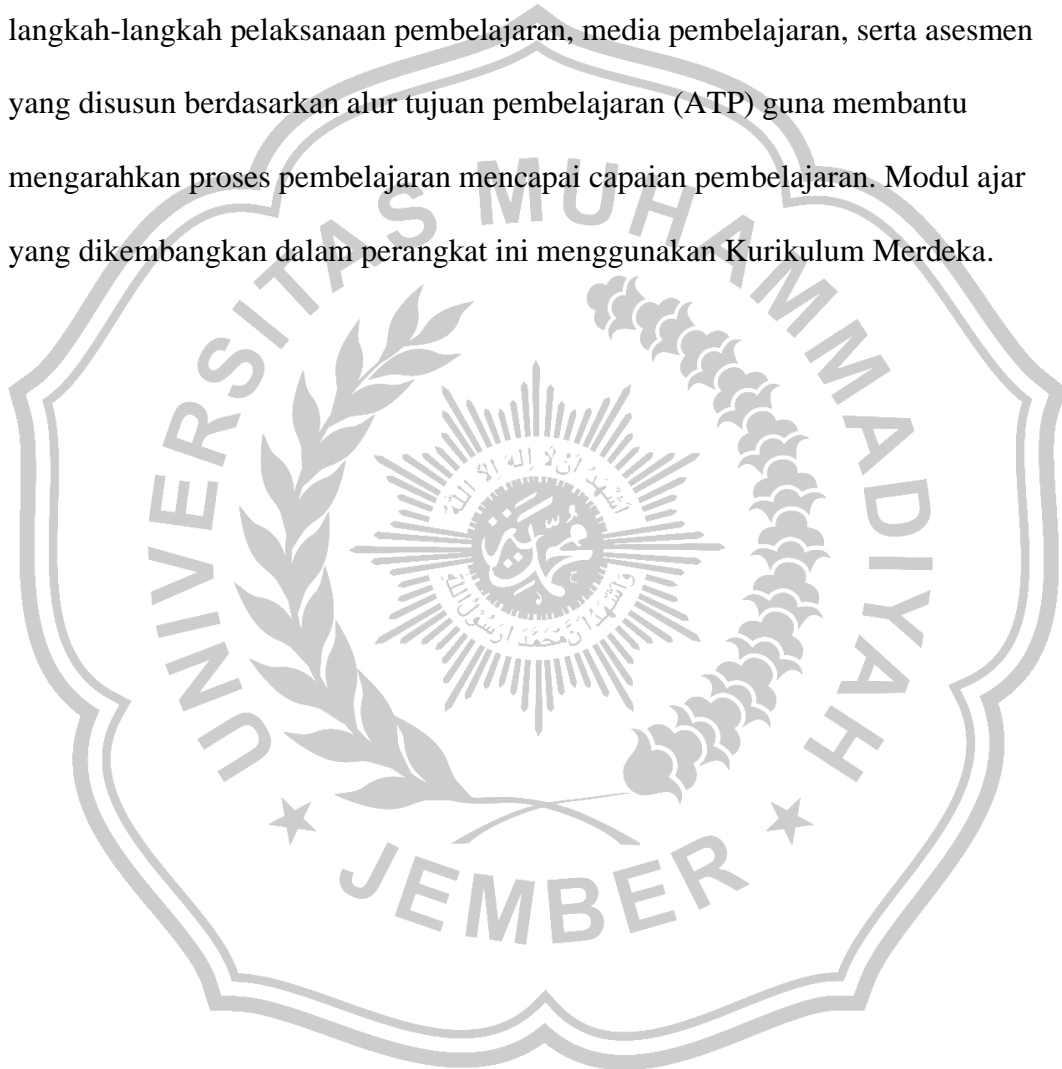 langkah-langkah pelaksanaan pembelajaran, media pembelajaran, serta asesmen
yang disusun berdasarkan alur tujuan pembelajaran (ATP) guna membantu
mengarahkan proses pembelajaran mencapai capaian pembelajaran. Modul ajar
yang dikembangkan dalam perangkat ini menggunakan Kurikulum Merdeka.
UNIVERSITAS MUHAMMADIYAH
JEMBER